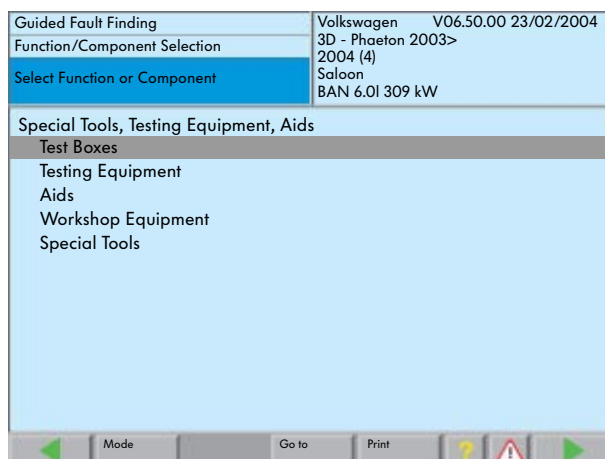 Guided Fault Finding
Function/Component Selection
Select Function or Component
Volkswagen V06.50.00 23/02/2004
3D - Phaeton 2003>
2004 (4)
Saloon
BAN 6.0l 309 kW
Special Tools, Testing Equipment, Aids
Test Boxes
Testing Equipment
Aids
Workshop Equipment
Special Tools
Mode Go to Print ? !